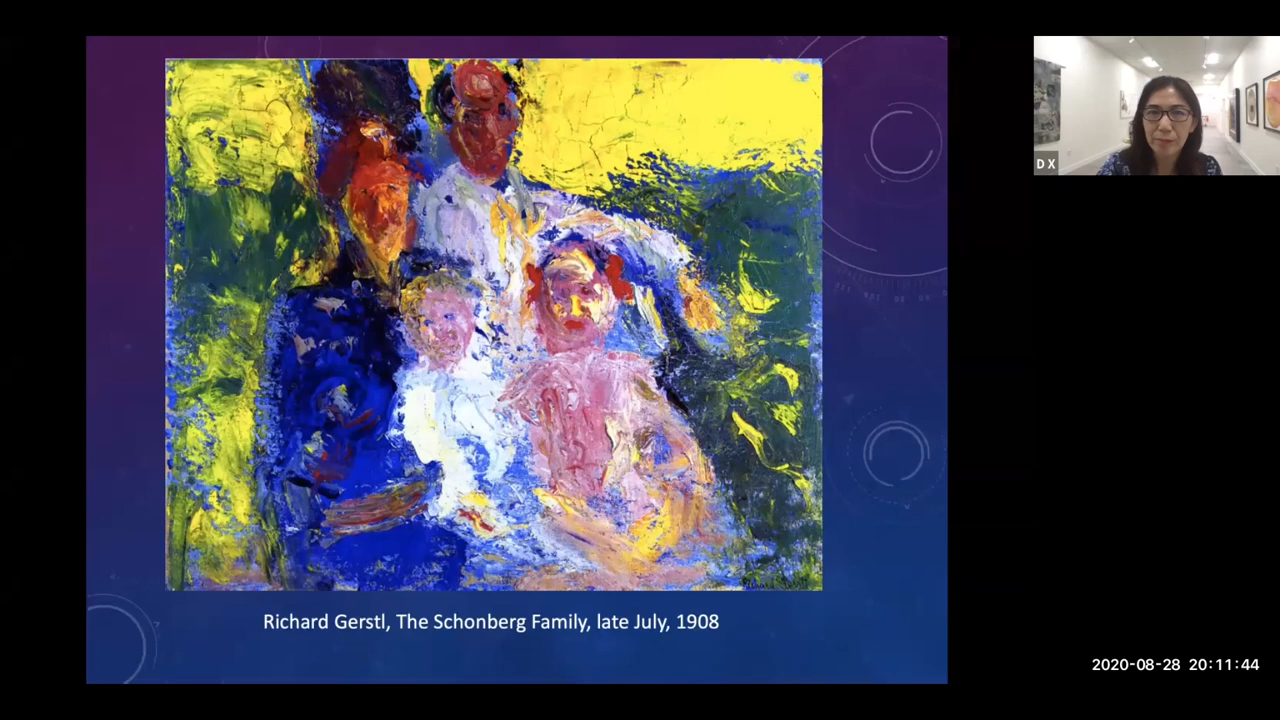 Richard Gerstl, The Schonberg Family, late July, 1908
D X
2020-08-28 20:11:44